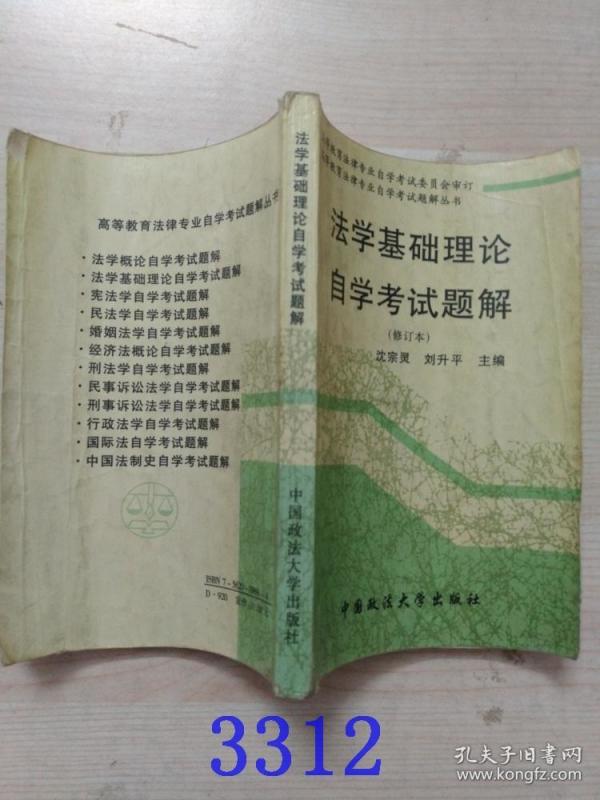 高等教育法律专业自学考试题解丛书
·法学概论自学考试题解
·法学基础理论自学考试题解
·宪法学自学考试题解
·民法学自学考试题解
·婚姻法学自学考试题解
·经济法概论自学考试题解
·刑法学自学考试题解
·民事诉讼法学自学考试题解
·刑事诉讼法学自学考试题解
·行政法学自学考试题解
·国际法自学考试题解
·中国法制史自学考试题解
ISBN 7-
D·920
法学基础理论自学考试题解
中国政法大学出版社
等教育法律专业自学考试委员会审订
等教育法律专业自学考试题解丛书
法学基础理论
自学考试题解
(修订本)
沈宗灵 刘升平 主编
中国政法大学出版社
3312
孔夫子旧书网
www.kongfz.com